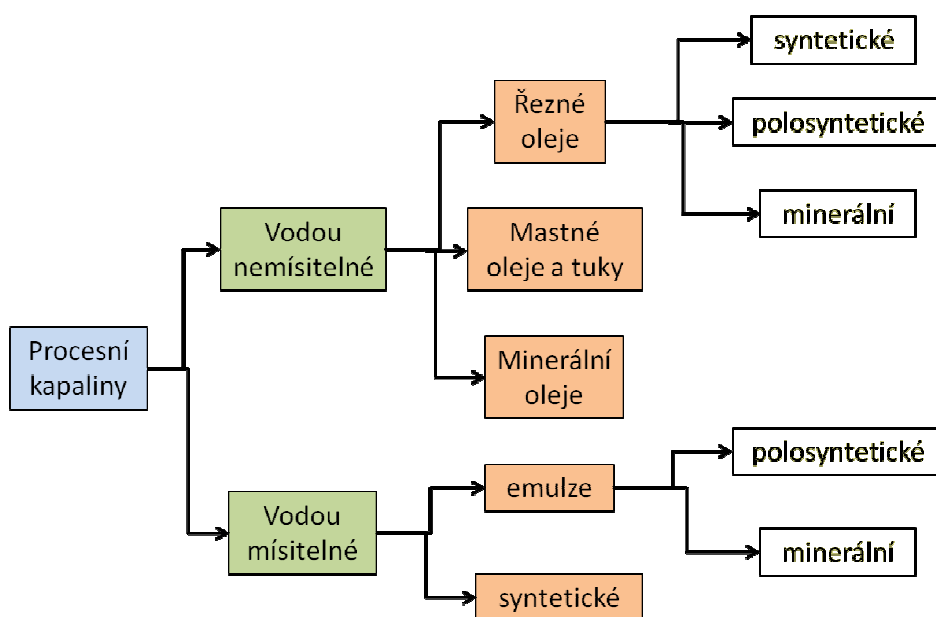 syntetické
Řezné
oleje
polosyntetické
minerální
Vodou
nemísitelné
Mastné
oleje a tuky
Procesní
kapaliny
Minerální
oleje
polosyntetické
emulze
Vodou
mísitelné
minerální
syntetické